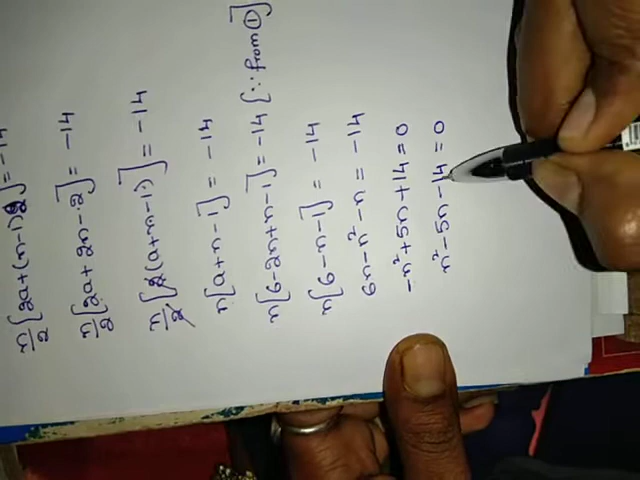 n/2[2a+(n-1)2]=-14
n/2[2a+2n-2]=-14
n/2[2(a+n-1)]=-14
n[a+n-1]=-14
n[6-2n+n-1]=-14 [∵ from ①]
n[6-n-1]=-14
6n-n²-n=-14
-n²+5n+14=0
n²-5n-14=0